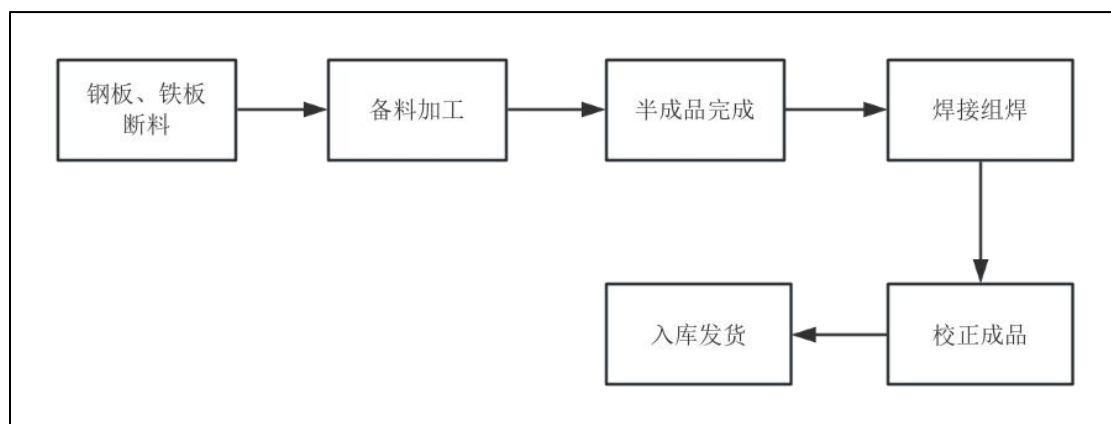 钢板、铁板
断料
备料加工
半成品完成
焊接组焊
校正成品
入库发货